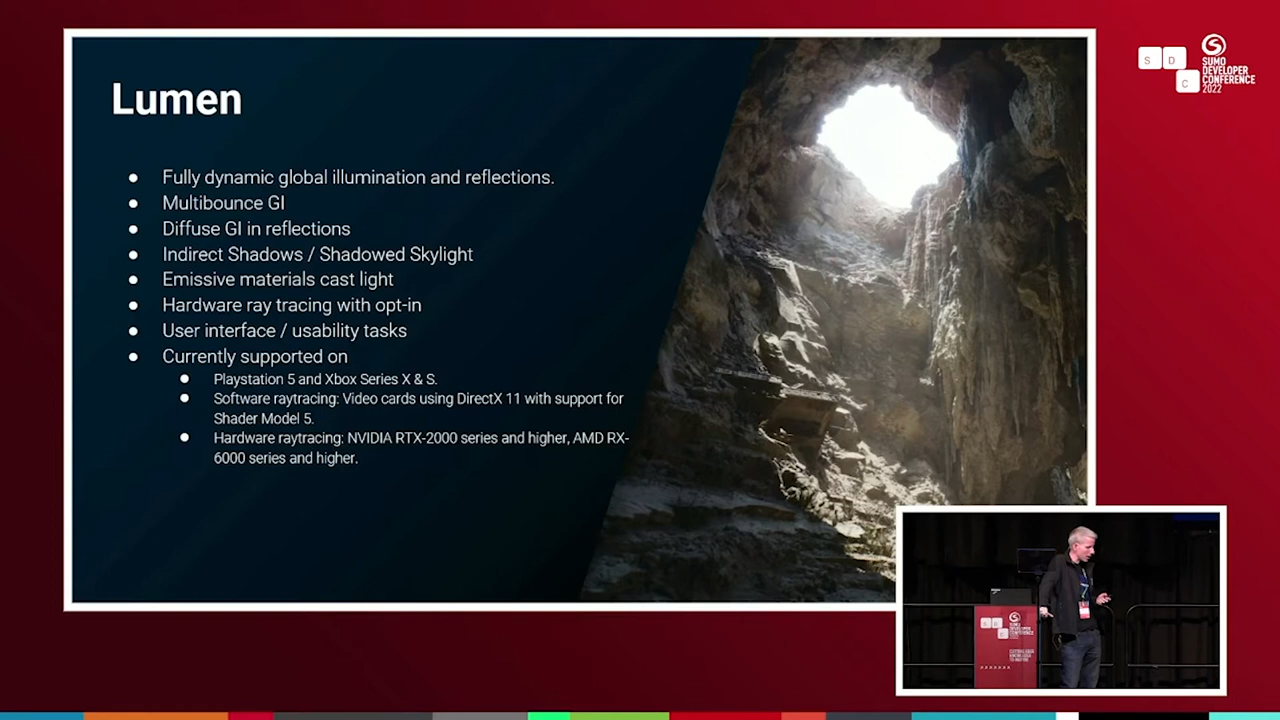 Lumen
Fully dynamic global illumination and reflections.
Multibounce GI
Diffuse GI in reflections
Indirect Shadows / Shadowed Skylight
Emissive materials cast light
Hardware ray tracing with opt-in
User interface / usability tasks
Currently supported on
Playstation 5 and Xbox Series X & S.
Software raytracing: Video cards using DirectX 11 with support for
Shader Model 5.
Hardware raytracing: NVIDIA RTX-2000 series and higher, AMD RX-
6000 series and higher.
S D
C
SUMO
DEVELOPER
CONFERENCE
2022